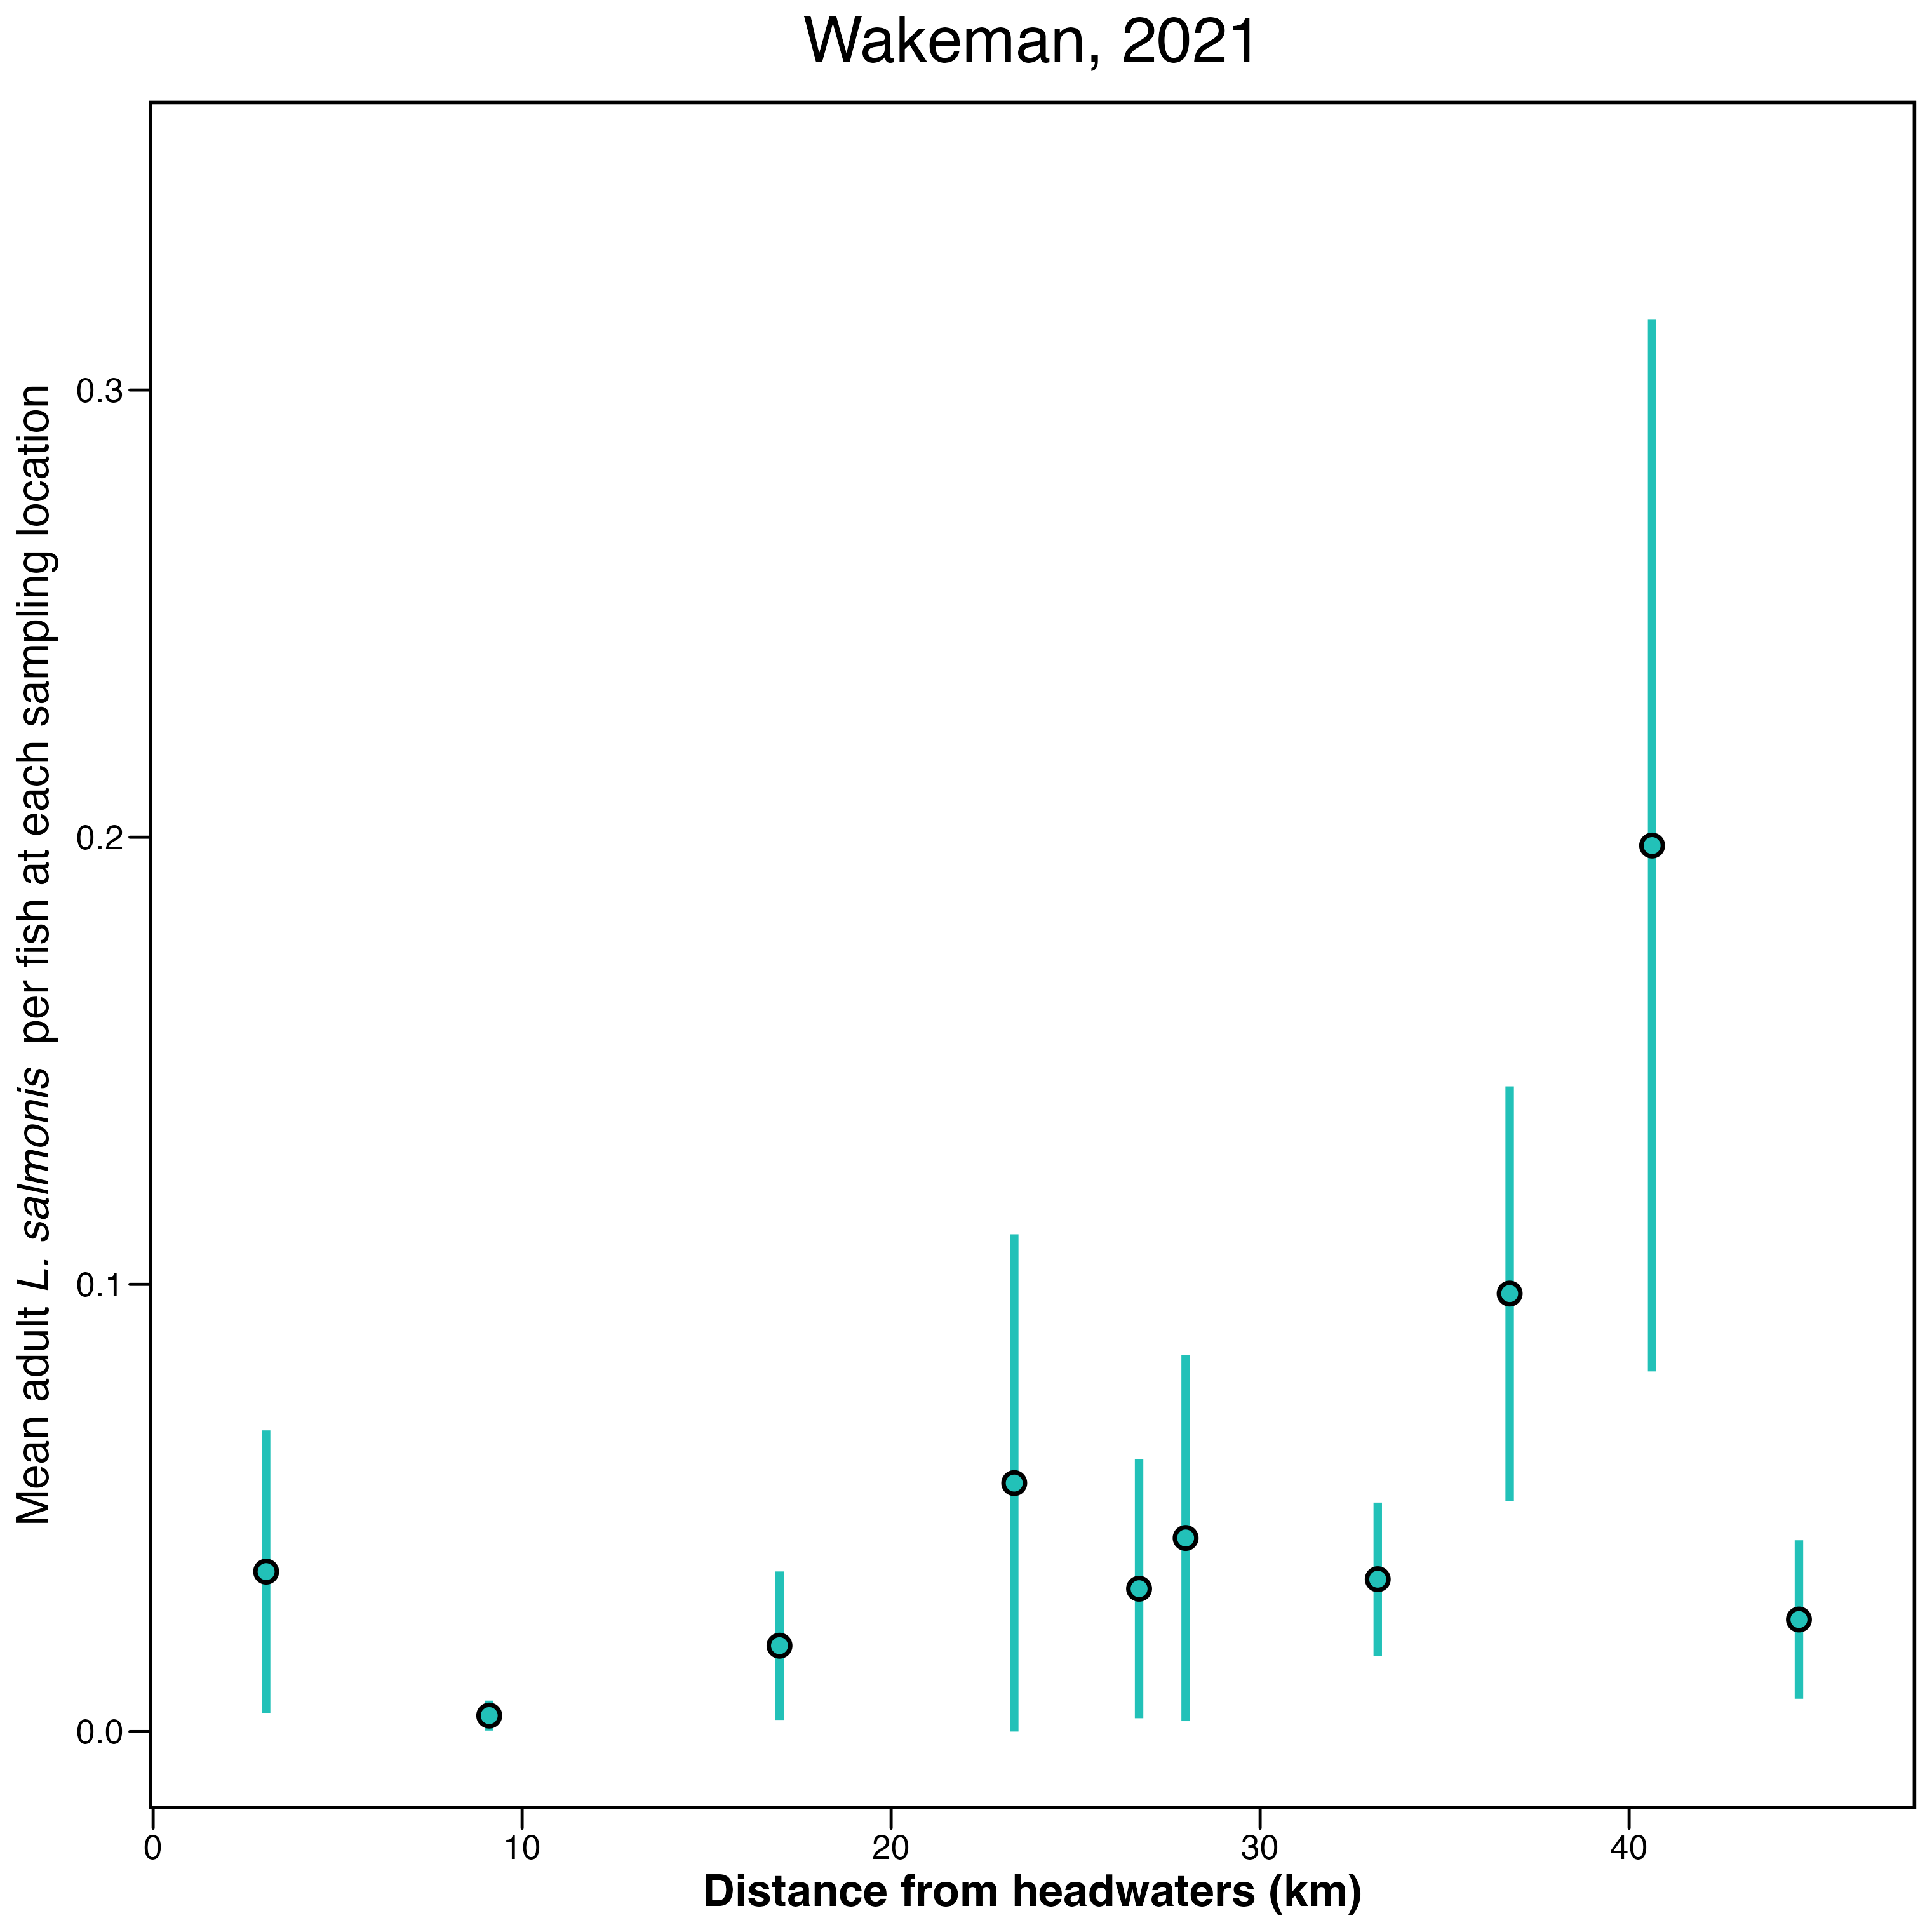 Wakeman, 2021
Mean adult L. salmonis per fish at each sampling location
0.3
0.2
0.1
0.0
0 10 20 30 40
Distance from headwaters (km)